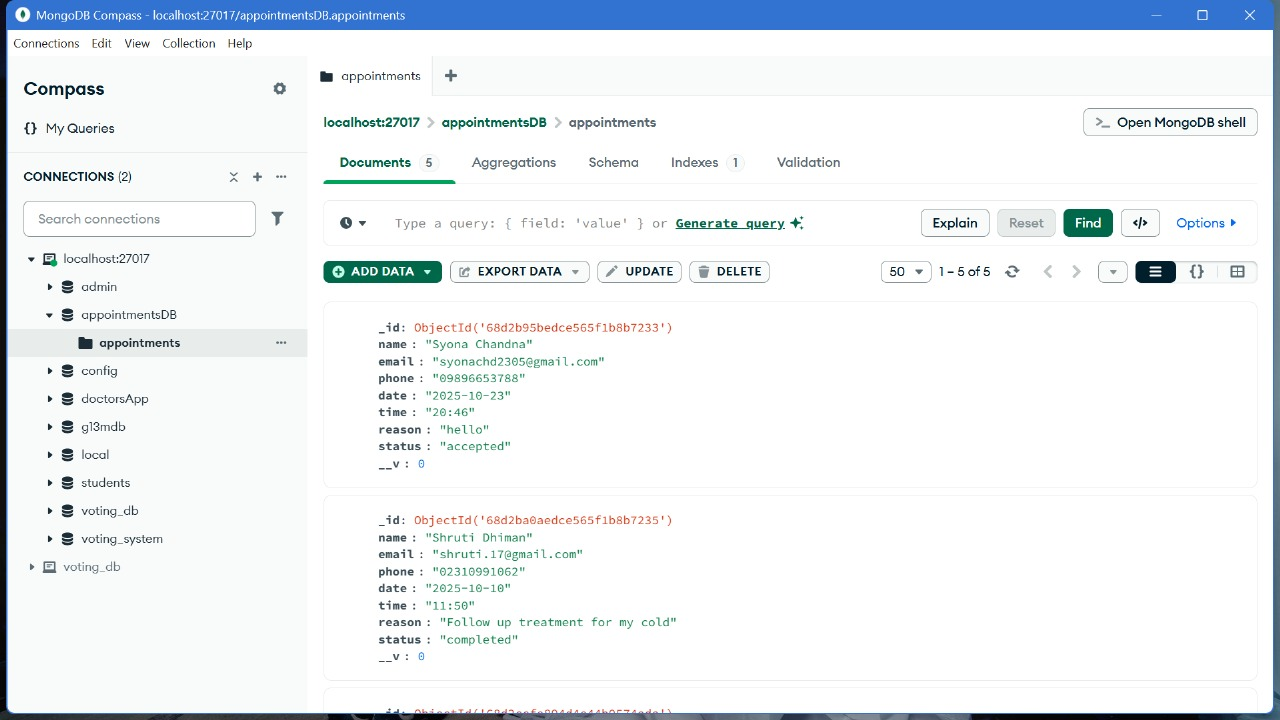 MongoDB Compass - localhost:27017/appointmentsDB.appointments
Connections Edit View Collection Help
Compass
{} My Queries
CONNECTIONS (2)
Search connections
localhost:27017
admin
appointmentsDB
appointments
config
doctorsApp
g13mdb
local
students
voting_db
voting_system
voting_db
appointments
localhost:27017 > appointmentsDB > appointments
>_ Open MongoDB shell
Documents 5 Aggregations Schema Indexes 1 Validation
Type a query: { field: 'value' } or Generate query
Explain Reset Find </> Options
ADD DATA EXPORT DATA UPDATE DELETE
50 1 – 5 of 5 {}
_id: ObjectId('68d2b95bedce565f1b8b7233')
name : "Syona Chandna"
email : "syonachd2305@gmail.com"
phone : "09896653788"
date : "2025-10-23"
time : "20:46"
reason : "hello"
status : "accepted"
__v : 0
_id: ObjectId('68d2ba0aedce565f1b8b7235')
name : "Shruti Dhiman"
email : "shruti.17@gmail.com"
phone : "02310991062"
date : "2025-10-10"
time : "11:50"
reason : "Follow up treatment for my cold"
status : "completed"
__v : 0